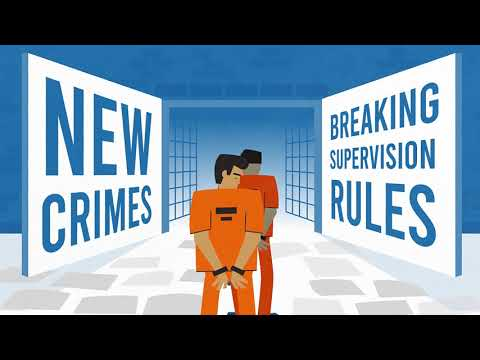 NEW
CRIMES
BREAKING
SUPERVISION
RULES